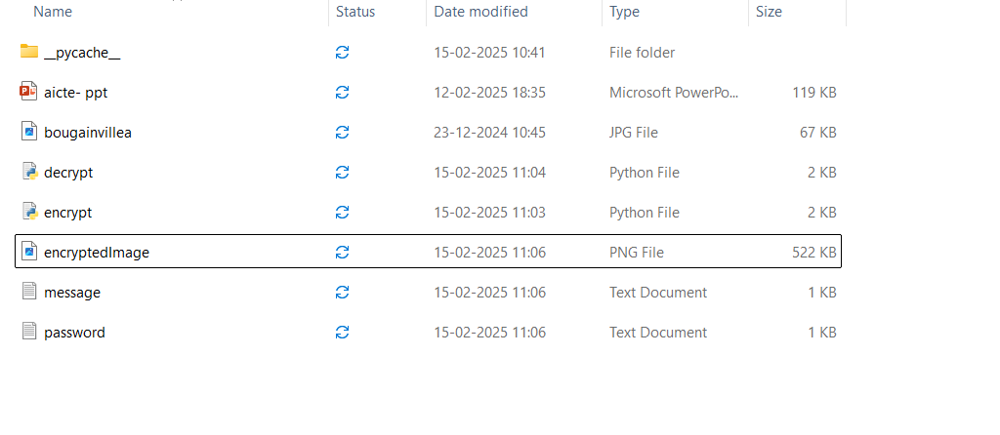 Name Status Date modified Type Size
__pycache__ 15-02-2025 10:41 File folder
aicte- ppt 12-02-2025 18:35 Microsoft PowerPo... 119 KB
bougainvillea 23-12-2024 10:45 JPG File 67 KB
decrypt 15-02-2025 11:04 Python File 2 KB
encrypt 15-02-2025 11:03 Python File 2 KB
encryptedImage 15-02-2025 11:06 PNG File 522 KB
message 15-02-2025 11:06 Text Document 1 KB
password 15-02-2025 11:06 Text Document 1 KB